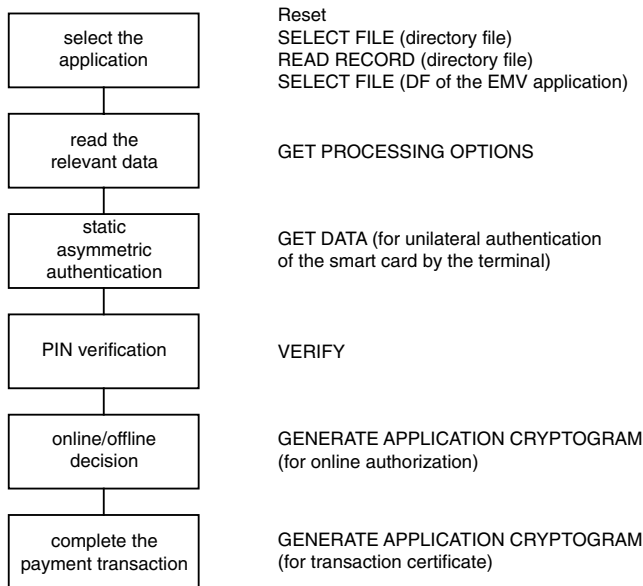 select the
application
Reset
SELECT FILE (directory file)
READ RECORD (directory file)
SELECT FILE (DF of the EMV application)
read the
relevant data
GET PROCESSING OPTIONS
static
asymmetric
authentication
GET DATA (for unilateral authentication
of the smart card by the terminal)
PIN verification
VERIFY
online/offline
decision
GENERATE APPLICATION CRYPTOGRAM
(for online authorization)
complete the
payment transaction
GENERATE APPLICATION CRYPTOGRAM
(for transaction certificate)